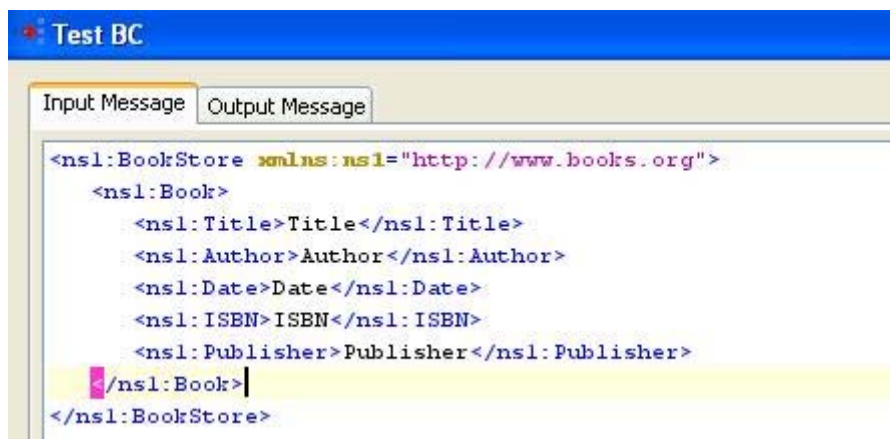 Test BC
Input Message Output Message
<ns1:BookStore xmlns:ns1="http://www.books.org">
<ns1:Book>
<ns1:Title>Title</ns1:Title>
<ns1:Author>Author</ns1:Author>
<ns1:Date>Date</ns1:Date>
<ns1:ISBN>ISBN</ns1:ISBN>
<ns1:Publisher>Publisher</ns1:Publisher>
</ns1:Book>
</ns1:BookStore>